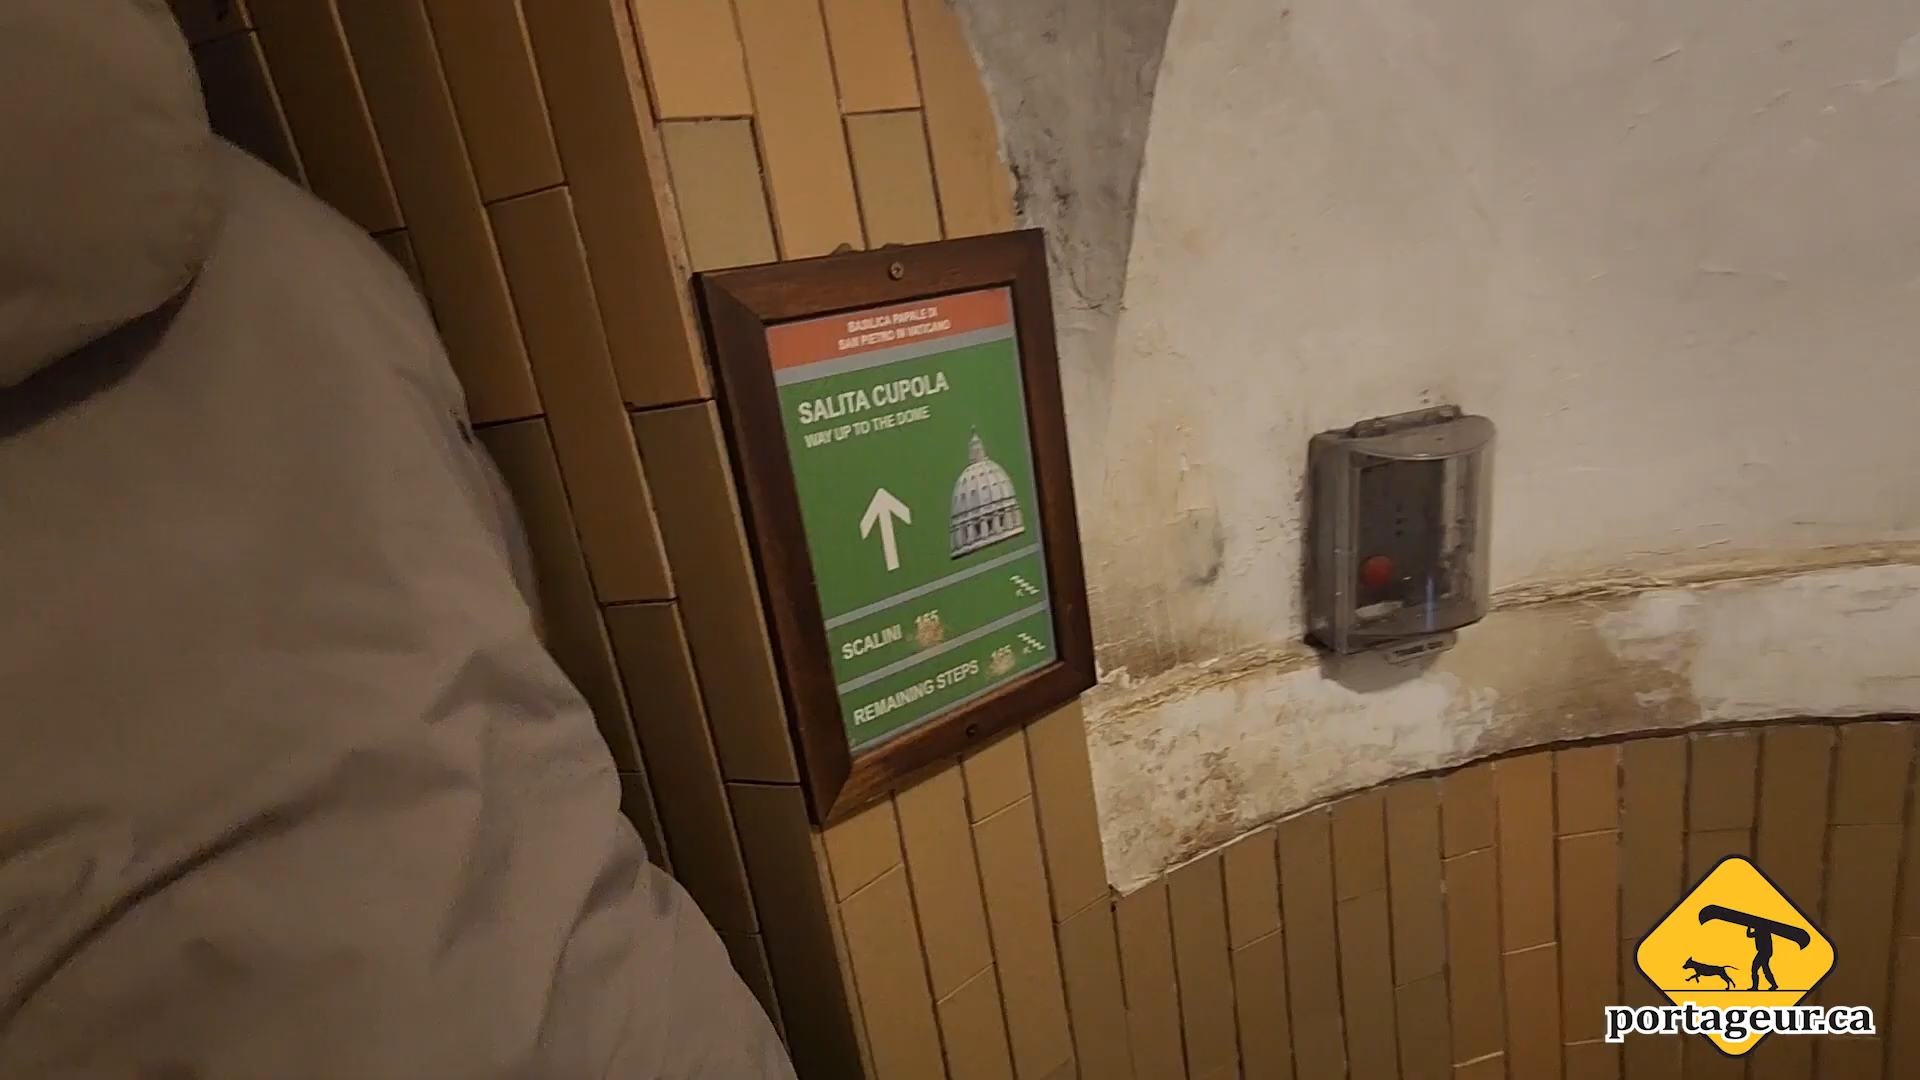 BASILICA PAPALE DI
SAN PIETRO IN VATICANO
SALITA CUPOLA
WAY UP TO THE DOME
SCALINI 165
REMAINING STEPS 165
portageur.ca